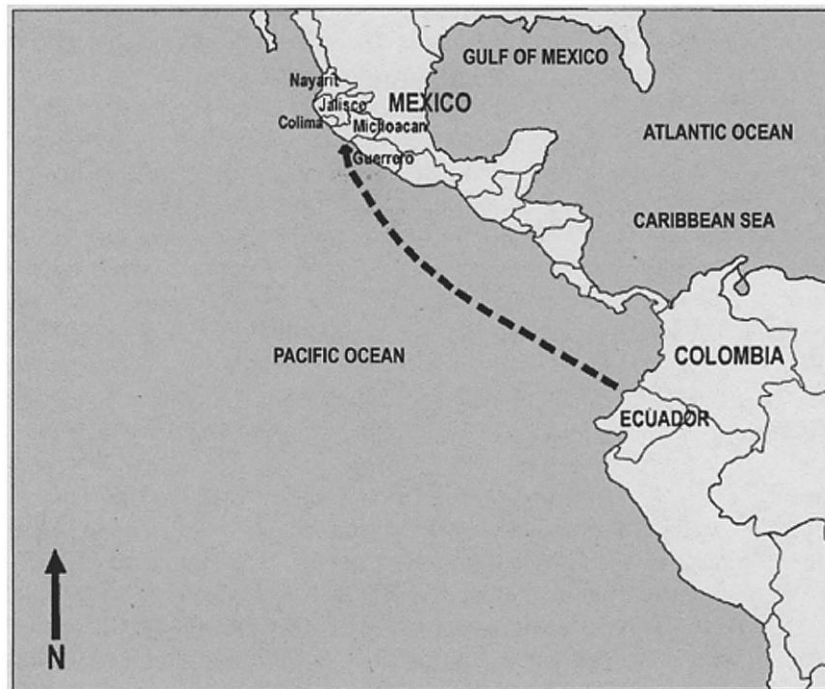 GULF OF MEXICO
Nayarit
Jalisco
MEXICO
Colima
Michoacan
ATLANTIC OCEAN
Guerrero
CARIBBEAN SEA
PACIFIC OCEAN
COLOMBIA
ECUADOR
N